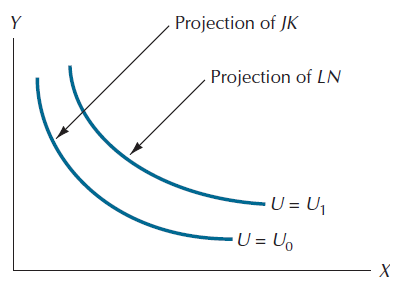 Y
Projection of JK
Projection of LN
U = U₁
U = U₀
X